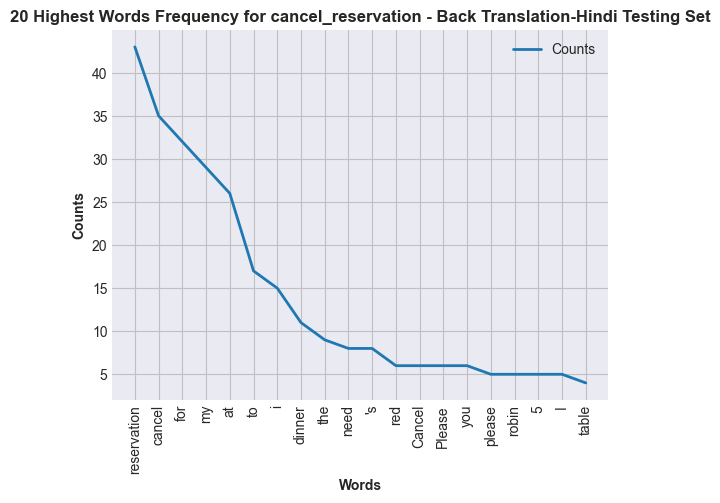 20 Highest Words Frequency for cancel_reservation - Back Translation-Hindi Testing Set
Counts
40
35
30
25
20
15
10
5
Counts
reservation
cancel
for
my
at
to
i
dinner
the
need
's
red
Cancel
Please
you
please
robin
5
I
table
Words